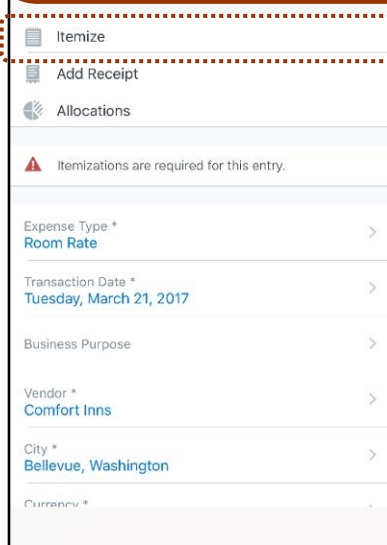 Itemize
Add Receipt
Allocations
Itemizations are required for this entry.
Expense Type *
Room Rate
Transaction Date *
Tuesday, March 21, 2017
Business Purpose
Vendor *
Comfort Inns
City *
Bellevue, Washington
Currency *